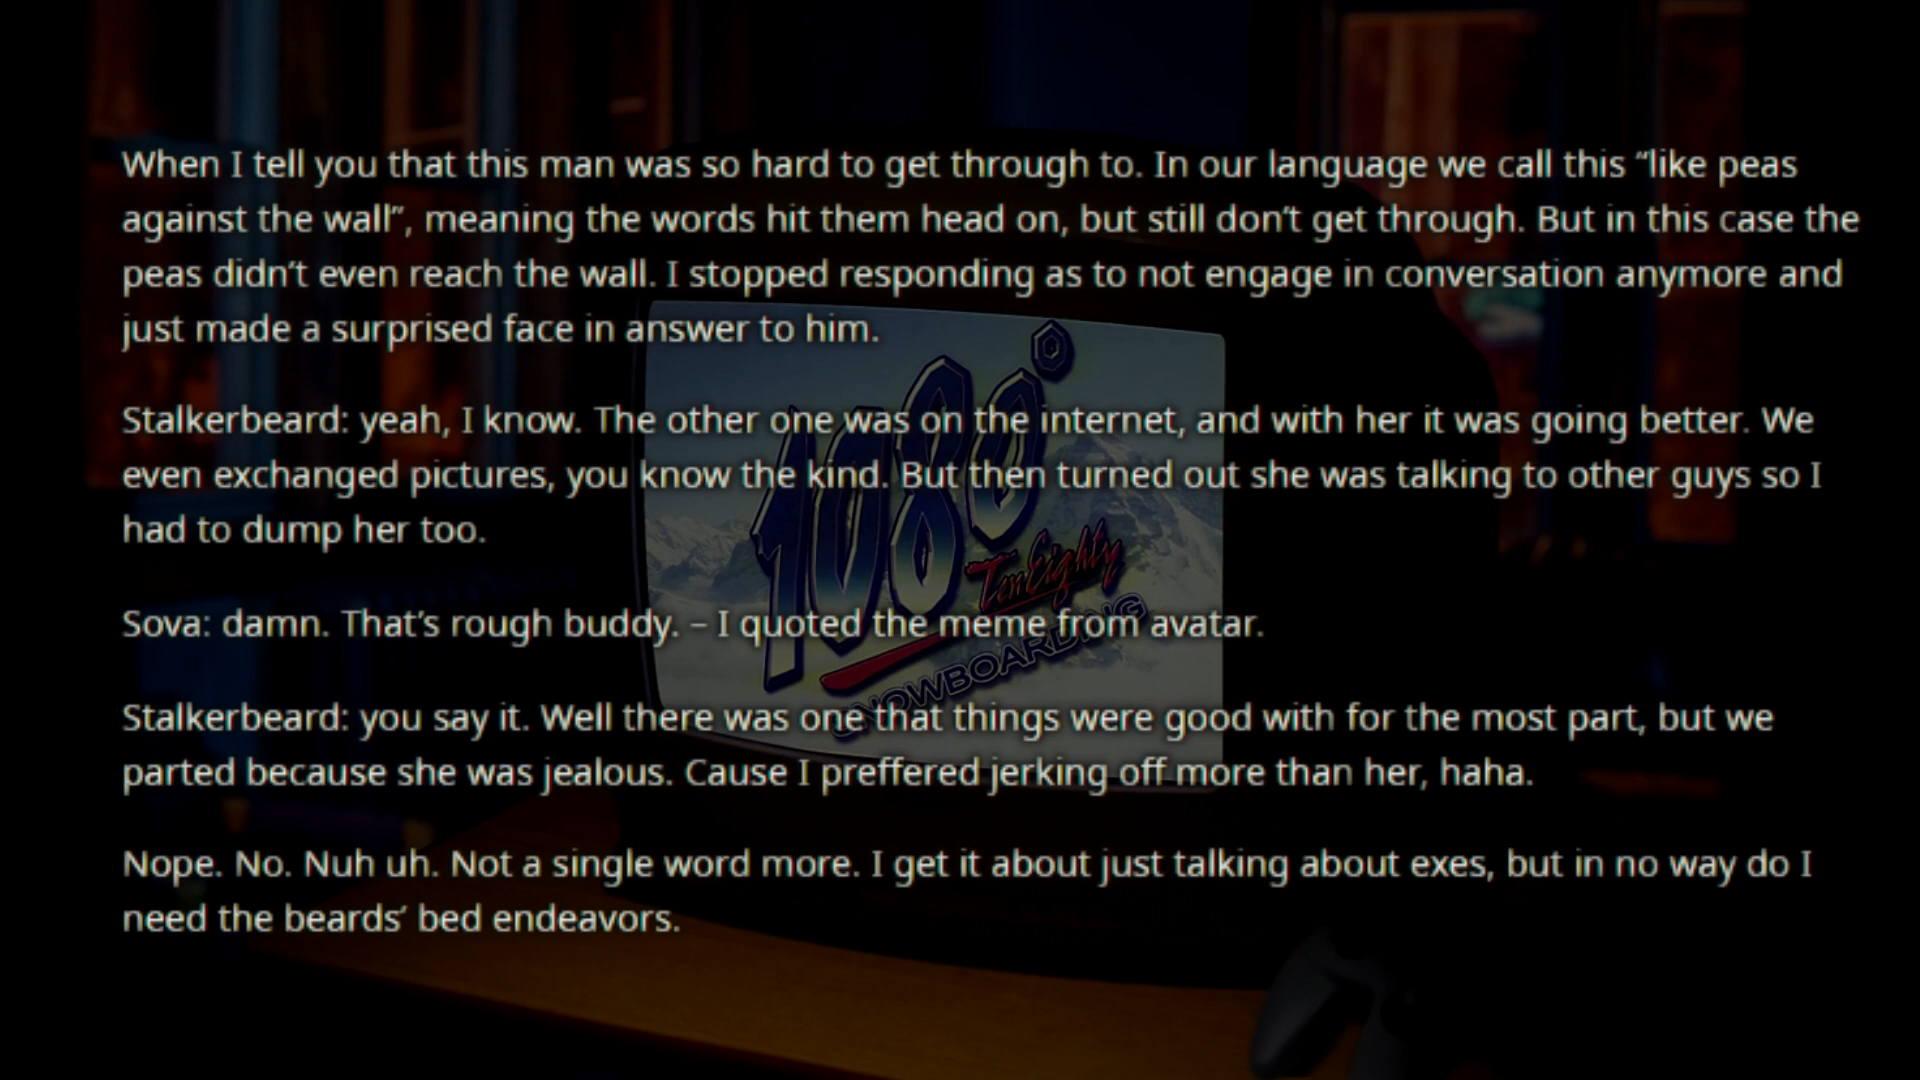 When I tell you that this man was so hard to get through to. In our language we call this “like peas
against the wall”, meaning the words hit them head on, but still don’t get through. But in this case the
peas didn’t even reach the wall. I stopped responding as to not engage in conversation anymore and
just made a surprised face in answer to him.
Stalkerbeard: yeah, I know. The other one was on the internet, and with her it was going better. We
even exchanged pictures, you know the kind. But then turned out she was talking to other guys so I
had to dump her too.
Sova: damn. That’s rough buddy. – I quoted the meme from avatar.
Stalkerbeard: you say it. Well there was one that things were good with for the most part, but we
parted because she was jealous. Cause I preffered jerking off more than her, haha.
Nope. No. Nuh uh. Not a single word more. I get it about just talking about exes, but in no way do I
need the beards’ bed endeavors.
1080°
TenEighty
SNOWBOARDING